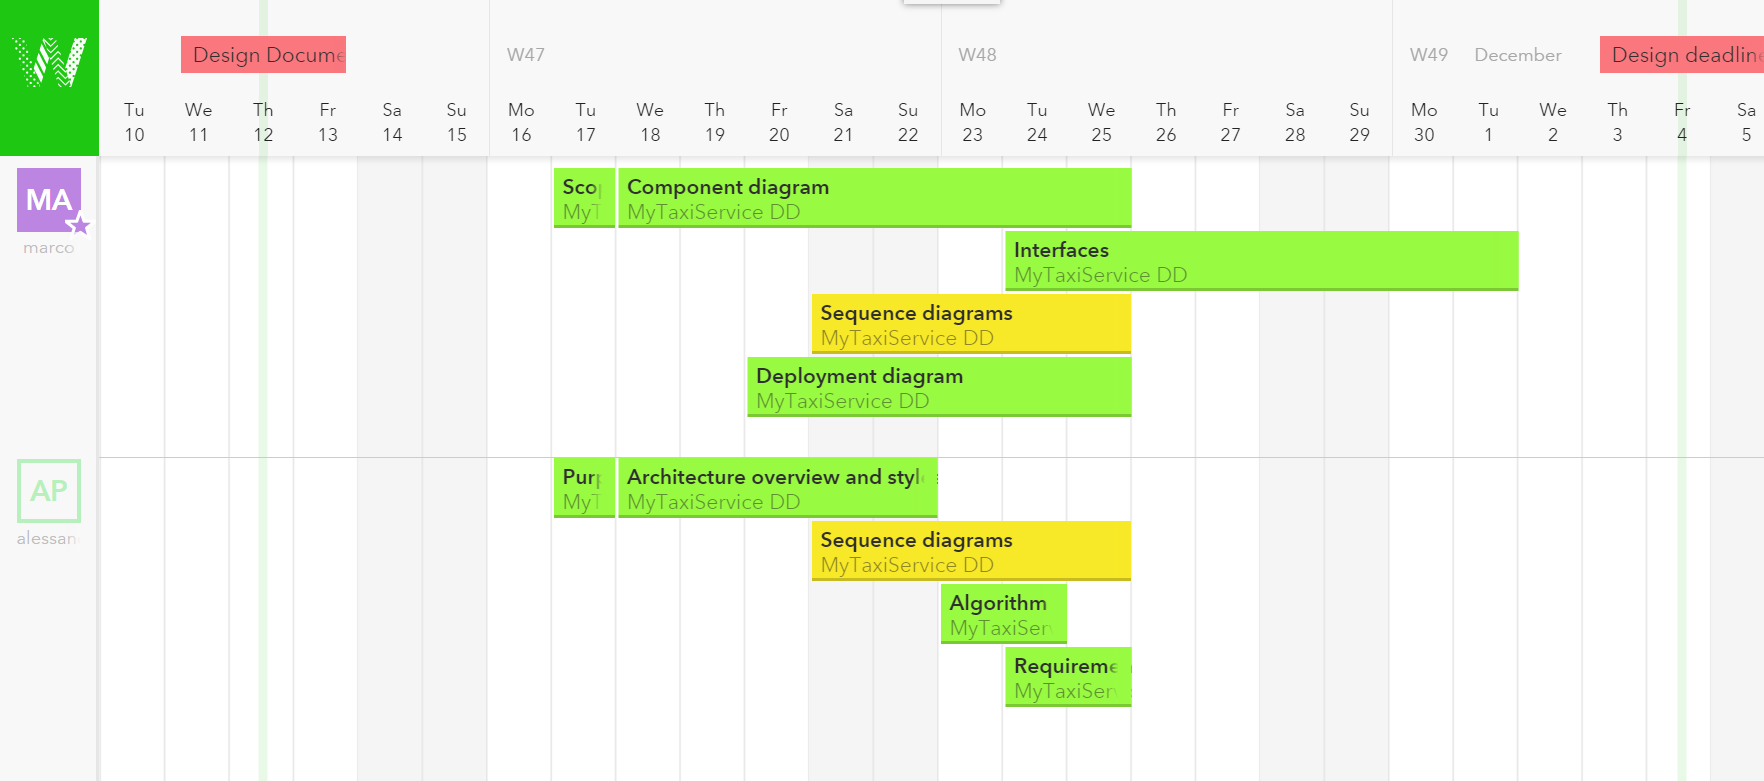 W
Design Docume
W47
W48
W49 December
Design deadline
Tu We Th Fr Sa Su Mo Tu We Th Fr Sa Su Mo Tu We Th Fr Sa Su Mo Tu We Th Fr Sa
10 11 12 13 14 15 16 17 18 19 20 21 22 23 24 25 26 27 28 29 30 1 2 3 4 5
MA
marco
Sco
MyT
Component diagram
MyTaxiService DD
Interfaces
MyTaxiService DD
Sequence diagrams
MyTaxiService DD
Deployment diagram
MyTaxiService DD
AP
alessan
Pur
MyT
Architecture overview and style
MyTaxiService DD
Sequence diagrams
MyTaxiService DD
Algorithm
MyTaxiSer
Requireme
MyTaxiSer